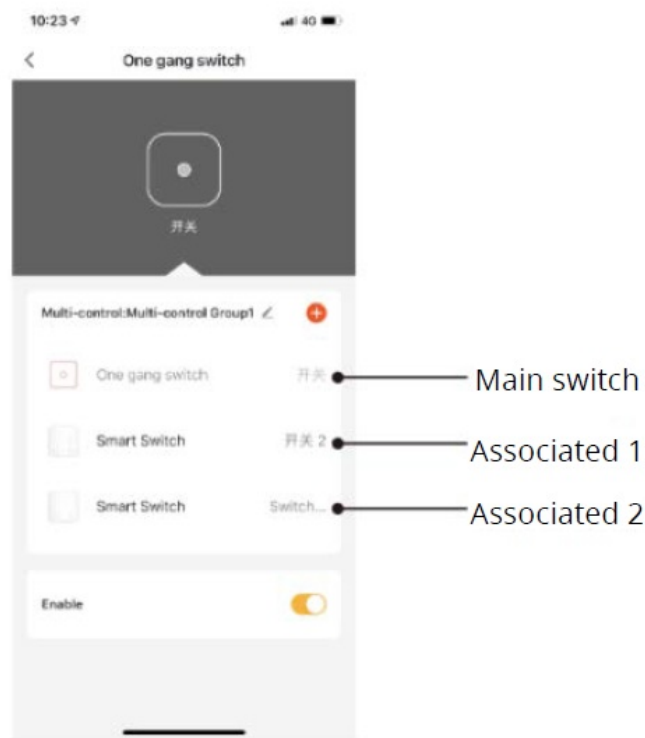 10:23 4G
One gang switch
开关
Multi-control:Multi-control Group1
One gang switch 开关 Main switch
Smart Switch 开关 2 Associated 1
Smart Switch Switch... Associated 2
Enable